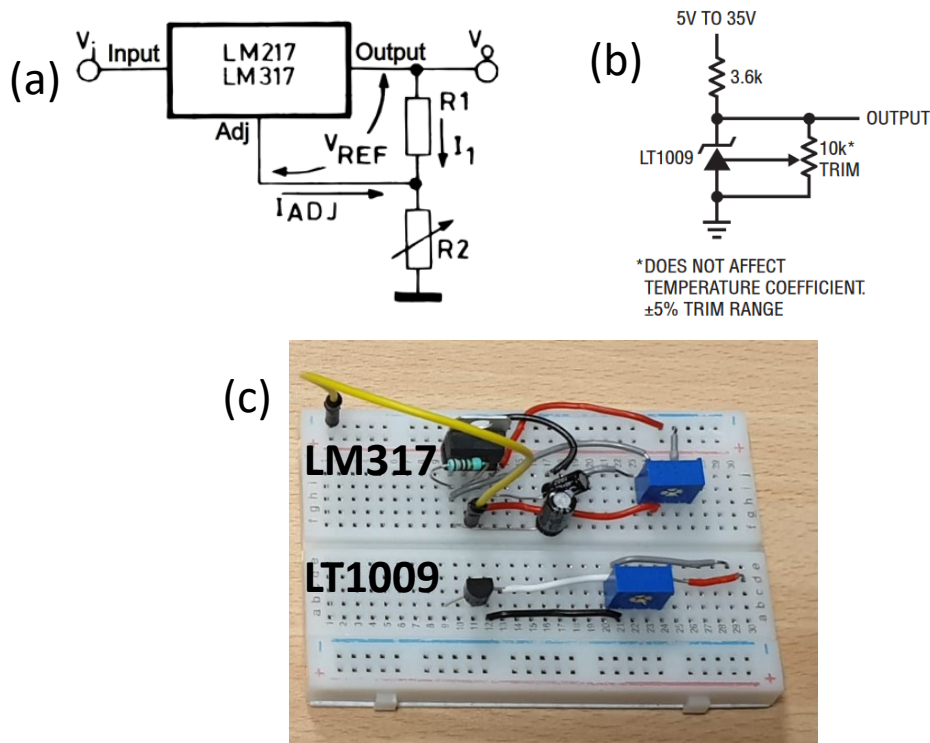 (a)
Vi Input
LM217
LM317
Output
Vo
Adj
VREF
R1
I1
IADJ
R2
(b)
5V TO 35V
3.6k
OUTPUT
LT1009
10k*
TRIM
*DOES NOT AFFECT
TEMPERATURE COEFFICIENT.
±5% TRIM RANGE
(c)
LM317
LT1009